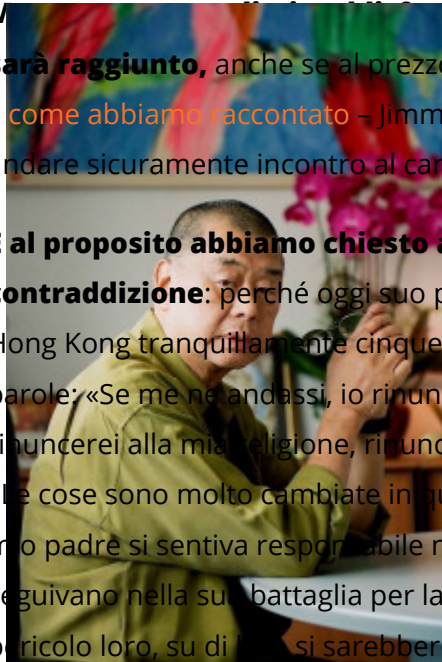 sarà raggiunto, anche se al prezzo
come abbiamo raccontato – Jimm
ndare sicuramente incontro al car
E al proposito abbiamo chiesto a
contraddizione: perché oggi suo p
Hong Kong tranquillamente cinque
parole: «Se me ne andassi, io rinun
rinuncerei alla mia religione, rinunc
Le cose sono molto cambiate in qu
mio padre si sentiva responsabile n
eguivano nella sua battaglia per la
pericolo loro, su di lui si sarebber